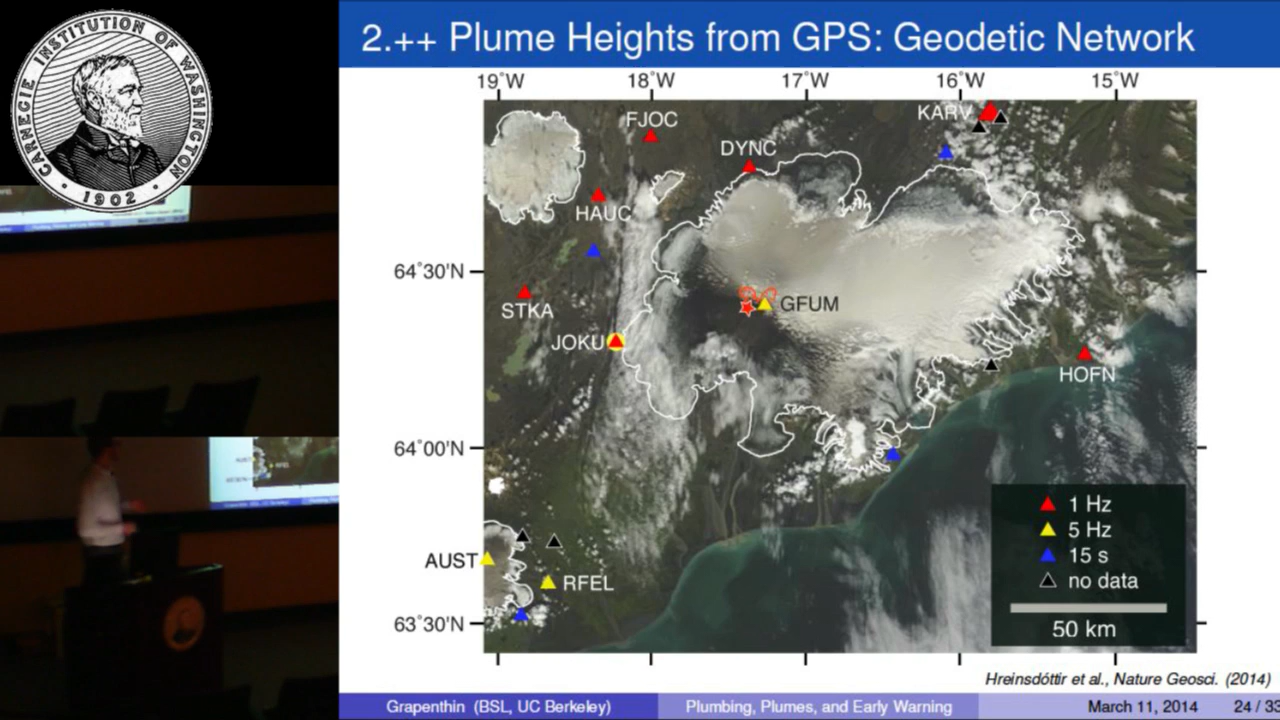 CARNEGIE INSTITUTION OF WASHINGTON
· 1902 ·
2.++ Plume Heights from GPS: Geodetic Network
19°W 18°W 17°W 16°W 15°W
FJOC
KARV
DYNC
HAUC
64°30'N
STKA
GFUM
JOKU
HOFN
64°00'N
AUST
RFEL
63°30'N
1 Hz
5 Hz
15 s
no data
50 km
Hreinsdóttir et al., Nature Geosci. (2014)
Grapenthin (BSL, UC Berkeley) Plumbing, Plumes, and Early Warning March 11, 2014 24 / 33